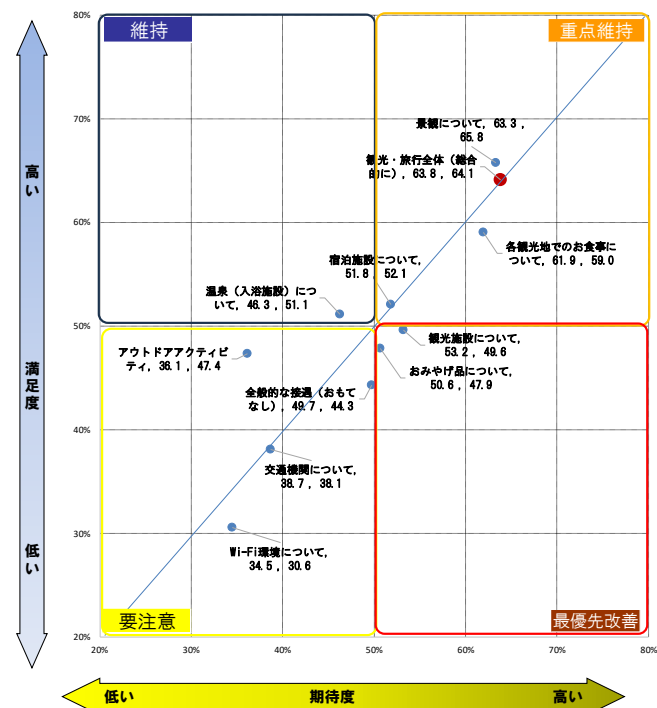 80%
維持
重点維持
70%
景観について, 63.3 ,
65.8
観光・旅行全体（総合
的に）, 63.8 , 64.1
高い
60%
各観光地でのお食事に
ついて, 61.9 , 59.0
宿泊施設について,
51.8 , 52.1
温泉（入浴施設）につ
いて, 46.3 , 51.1
50%
観光施設について,
53.2 , 49.6
アウトドアアクティビ
ティ, 36.1 , 47.4
おみやげ品について,
50.6 , 47.9
全般的な接遇（おもて
なし）, 49.7 , 44.3
満足度
40%
交通機関について,
38.7 , 38.1
30%
Wi-Fi環境について,
34.5 , 30.6
低い
要注意
最優先改善
20%
20%
30%
40%
50%
60%
70%
80%
低い
期待度
高い